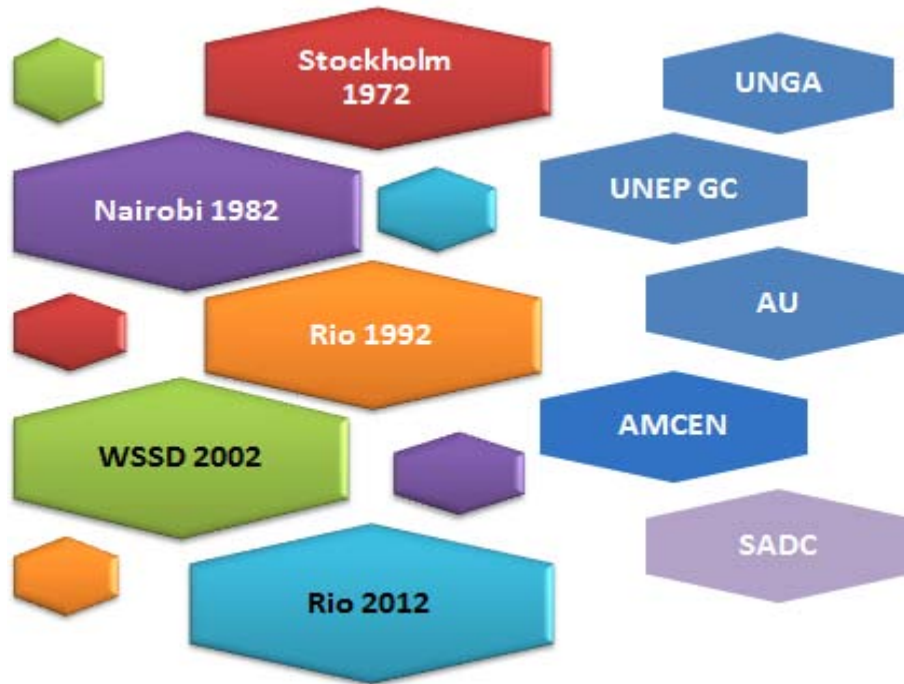 Stockholm
1972
Nairobi 1982
Rio 1992
WSSD 2002
Rio 2012
UNGA
UNEP GC
AU
AMCEN
SADC